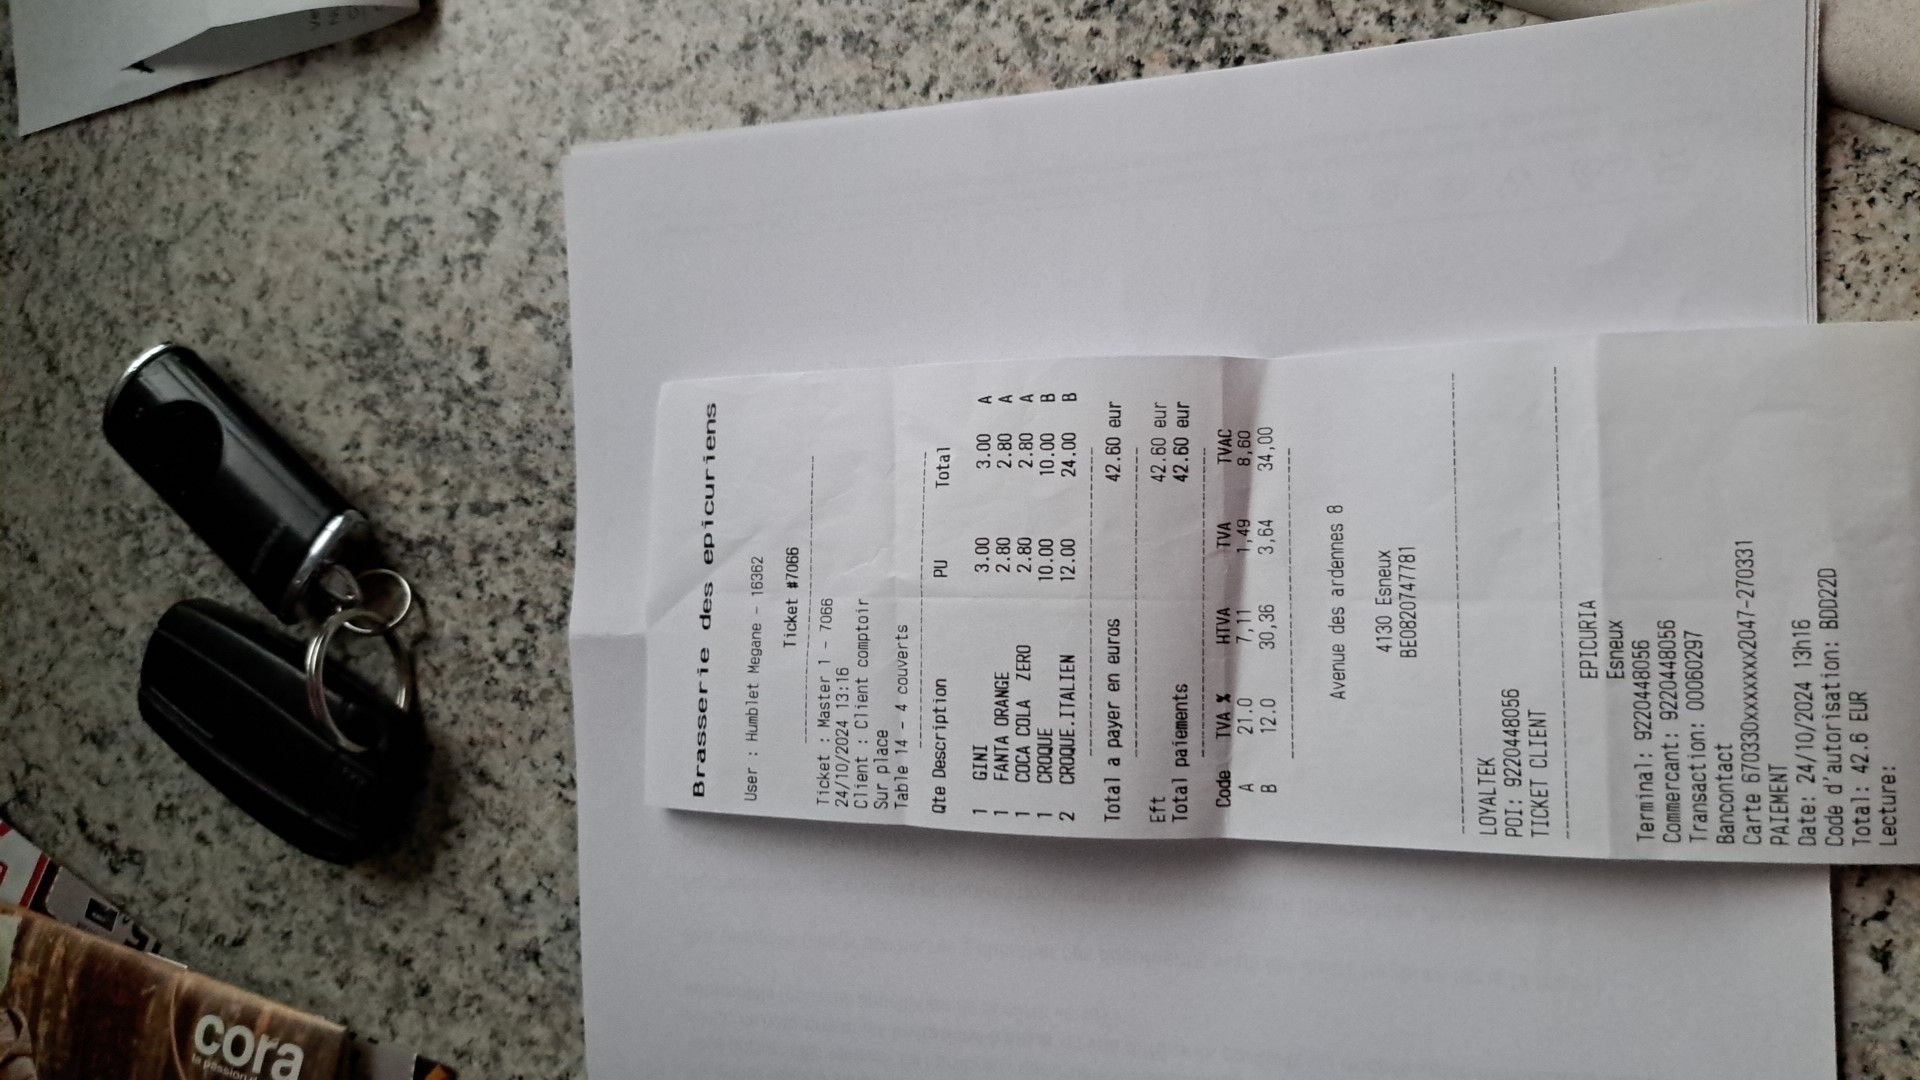 Brasserie des epicuriens
User : Humblet Megane - 16362
Ticket #7066
Ticket : Master 1 - 7066
24/10/2024 13:16
Client : Client comptoir
Sur place
Table 14 - 4 couverts
Qte Description PU Total
1 GINI 3.00 3.00 A
1 FANTA ORANGE 2.80 2.80 A
1 COCA COLA ZERO 2.80 2.80 A
1 CROQUE 10.00 10.00 B
2 CROQUE.ITALIEN 12.00 24.00 B
Total a payer en euros 42.60 eur
Eft 42.60 eur
Total paiements 42.60 eur
Code TVA % HTVA TVA TVAC
A 21.0 7,11 1,49 8,60
B 12.0 30,36 3,64 34,00
Avenue des ardennes 8
4130 Esneux
BE0820747781
LOYALTEK
POI: 9220448056
TICKET CLIENT
EPICURIA
Esneux
Terminal: 9220448056
Commercant: 9220448056
Transaction: 00060297
Bancontact
Carte 670330xxxxxxx2047-270331
PAIEMENT
Date: 24/10/2024 13h16
Code d'autorisation: BDD22D
Total: 42.6 EUR
Lecture:
cora